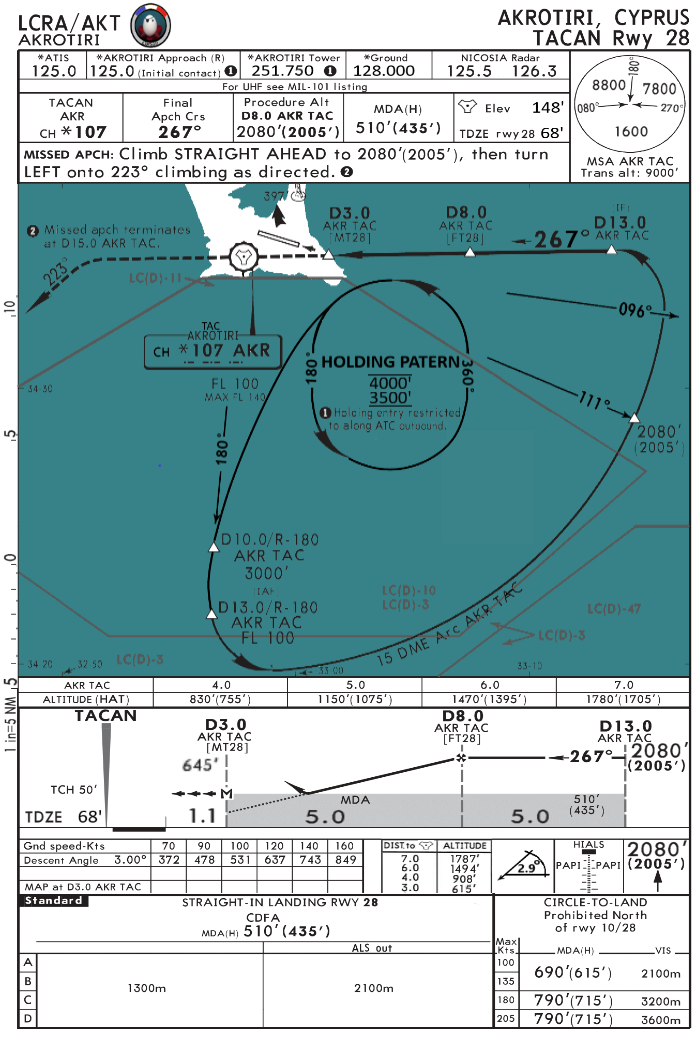 LCRA/AKT
AKROTIRI
AKROTIRI, CYPRUS
TACAN Rwy 28
*ATIS
125.0
*AKROTIRI Approach (R)
125.0 (Initial contact) 1
*AKROTIRI Tower
251.750 1
*Ground
128.000
NICOSIA Radar
125.5 126.3
For UHF see MIL-101 listing
TACAN
AKR
CH *107
Final
Apch Crs
267°
Procedure Alt
D8.0 AKR TAC
2080'(2005')
MDA(H)
510'(435')
Elev 148'
TDZE rwy28 68'
8800
180°
7800
080°
270°
1600
MSA AKR TAC
Trans alt: 9000'
MISSED APCH: Climb STRAIGHT AHEAD to 2080'(2005'), then turn
LEFT onto 223° climbing as directed. 2
397'
2 Missed apch terminates
at D15.0 AKR TAC.
D3.0
AKR TAC
[MT28]
D8.0
AKR TAC
[FT28]
267°
(IF)
D13.0
AKR TAC
223°
LC(D)-11
10
096°
TAC
AKROTIRI
CH *107 AKR
180°
HOLDING PATERN
4000'
3500'
360°
1 Holding entry restricted
to along ATC outbound.
34-30
FL 100
MAX FL 140
111°
2080'
(2005')
5
180°
D10.0/R-180
AKR TAC
3000'
0
(IAF)
D13.0/R-180
AKR TAC
FL 100
LC(D)-10
LC(D)-3
LC(D)-47
LC(D)-3
15 DME Arc AKR TAC
LC(D)-3
34-20
32-50
33-00
33-10
5
1 in=5 NM
AKR TAC 4.0 5.0 6.0 7.0
ALTITUDE(HAT) 830'(755') 1150'(1075') 1470'(1395') 1780'(1705')
TACAN
D3.0
AKR TAC
[MT28]
D8.0
AKR TAC
[FT28]
D13.0
AKR TAC
2080'
(2005')
267°
645'
TCH 50'
M
MDA
510'
(435')
TDZE 68'
1.1
5.0
5.0
Gnd speed-Kts 70 90 100 120 140 160
Descent Angle 3.00° 372 478 531 637 743 849
MAP at D3.0 AKR TAC
DIST.to ALTITUDE
7.0 1787'
6.0 1494'
4.0 908'
3.0 615'
2.9°
HIALS
PAPI PAPI
2080'
(2005')
Standard
STRAIGHT-IN LANDING RWY 28
CDFA
MDA(H) 510'(435')
ALS out
A
B
C
D
1300m
2100m
CIRCLE-TO-LAND
Prohibited North
of rwy 10/28
Max
Kts. MDA(H) VIS
100
135
690'(615') 2100m
180 790'(715') 3200m
205 790'(715') 3600m